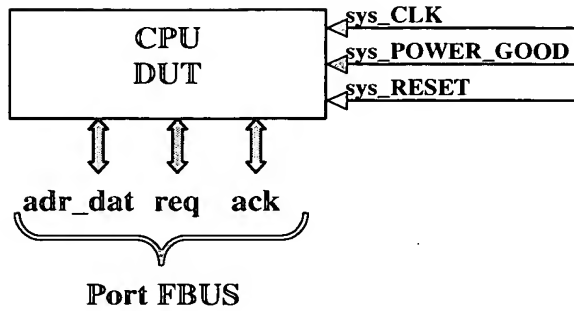 CPU
DUT
sys_CLK
sys_POWER_GOOD
sys_RESET
adr_dat req ack
Port FBUS